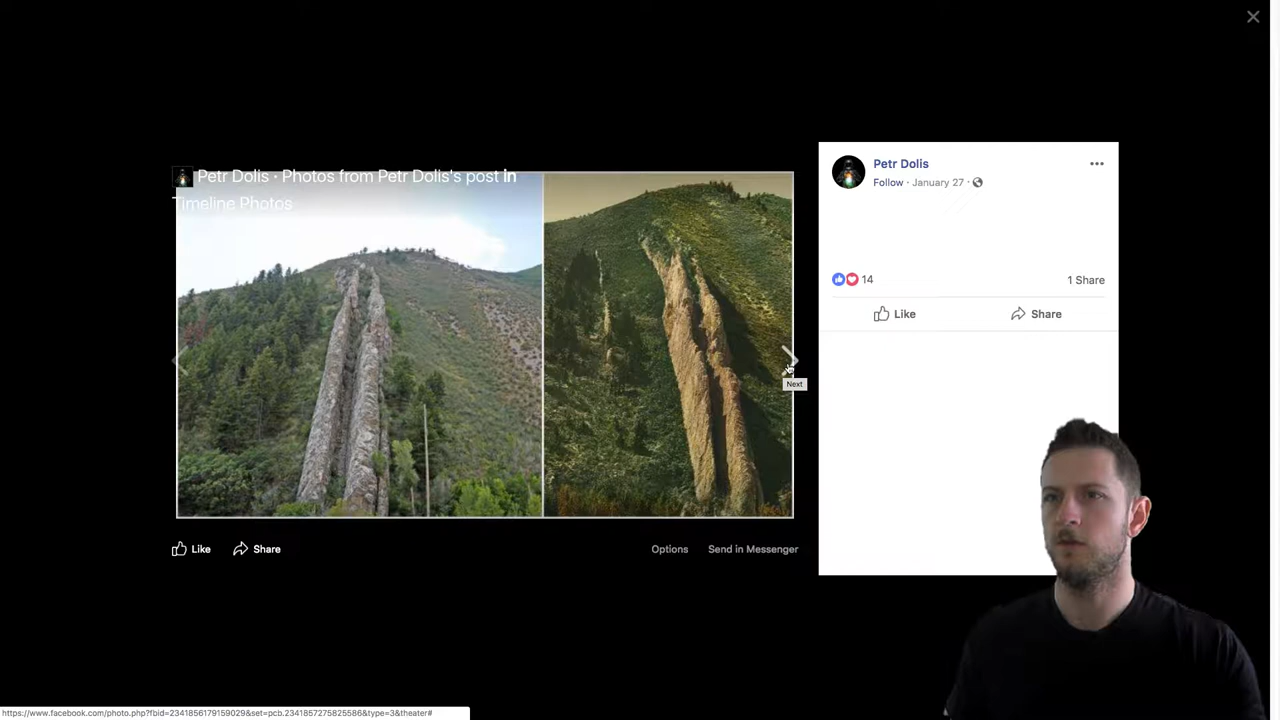 Petr Dolis · Photos from Petr Dolis's post in
Timeline Photos
Petr Dolis
Follow · January 27 ·
14
1 Share
Like
Share
Next
Like
Share
Options
Send in Messenger
https://www.facebook.com/photo.php?fbid=2341856179159029&set=pcb.2341857275825586&type=3&theater#